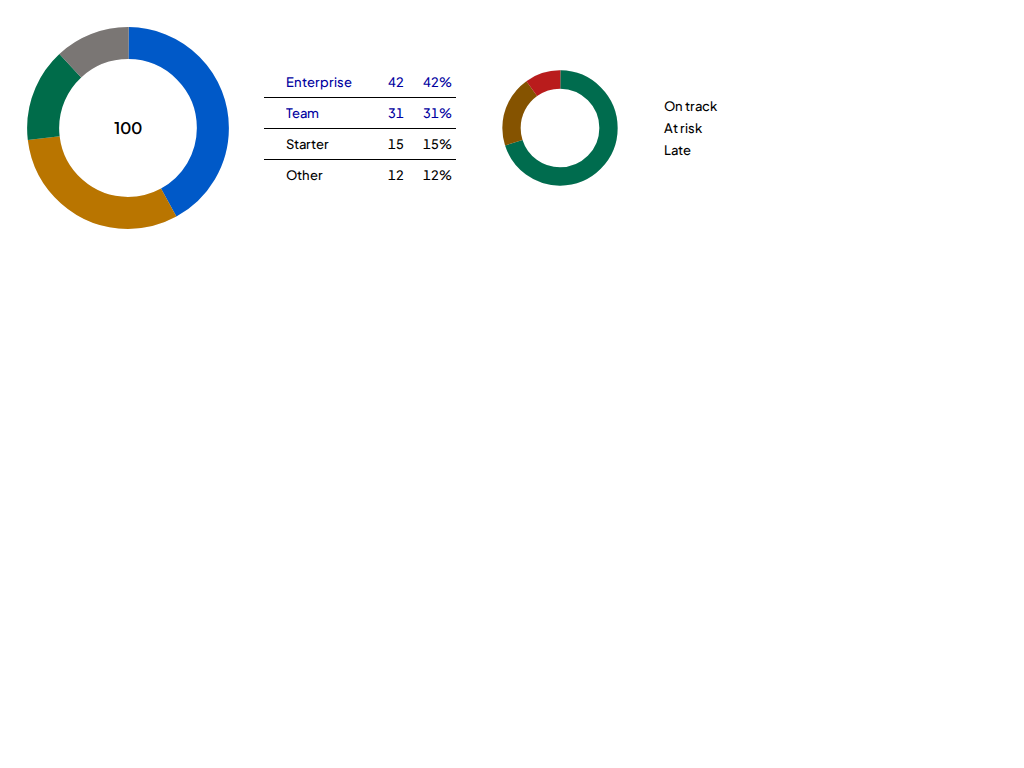 100
Enterprise 42 42%
Team 31 31%
Starter 15 15%
Other 12 12%
On track
At risk
Late